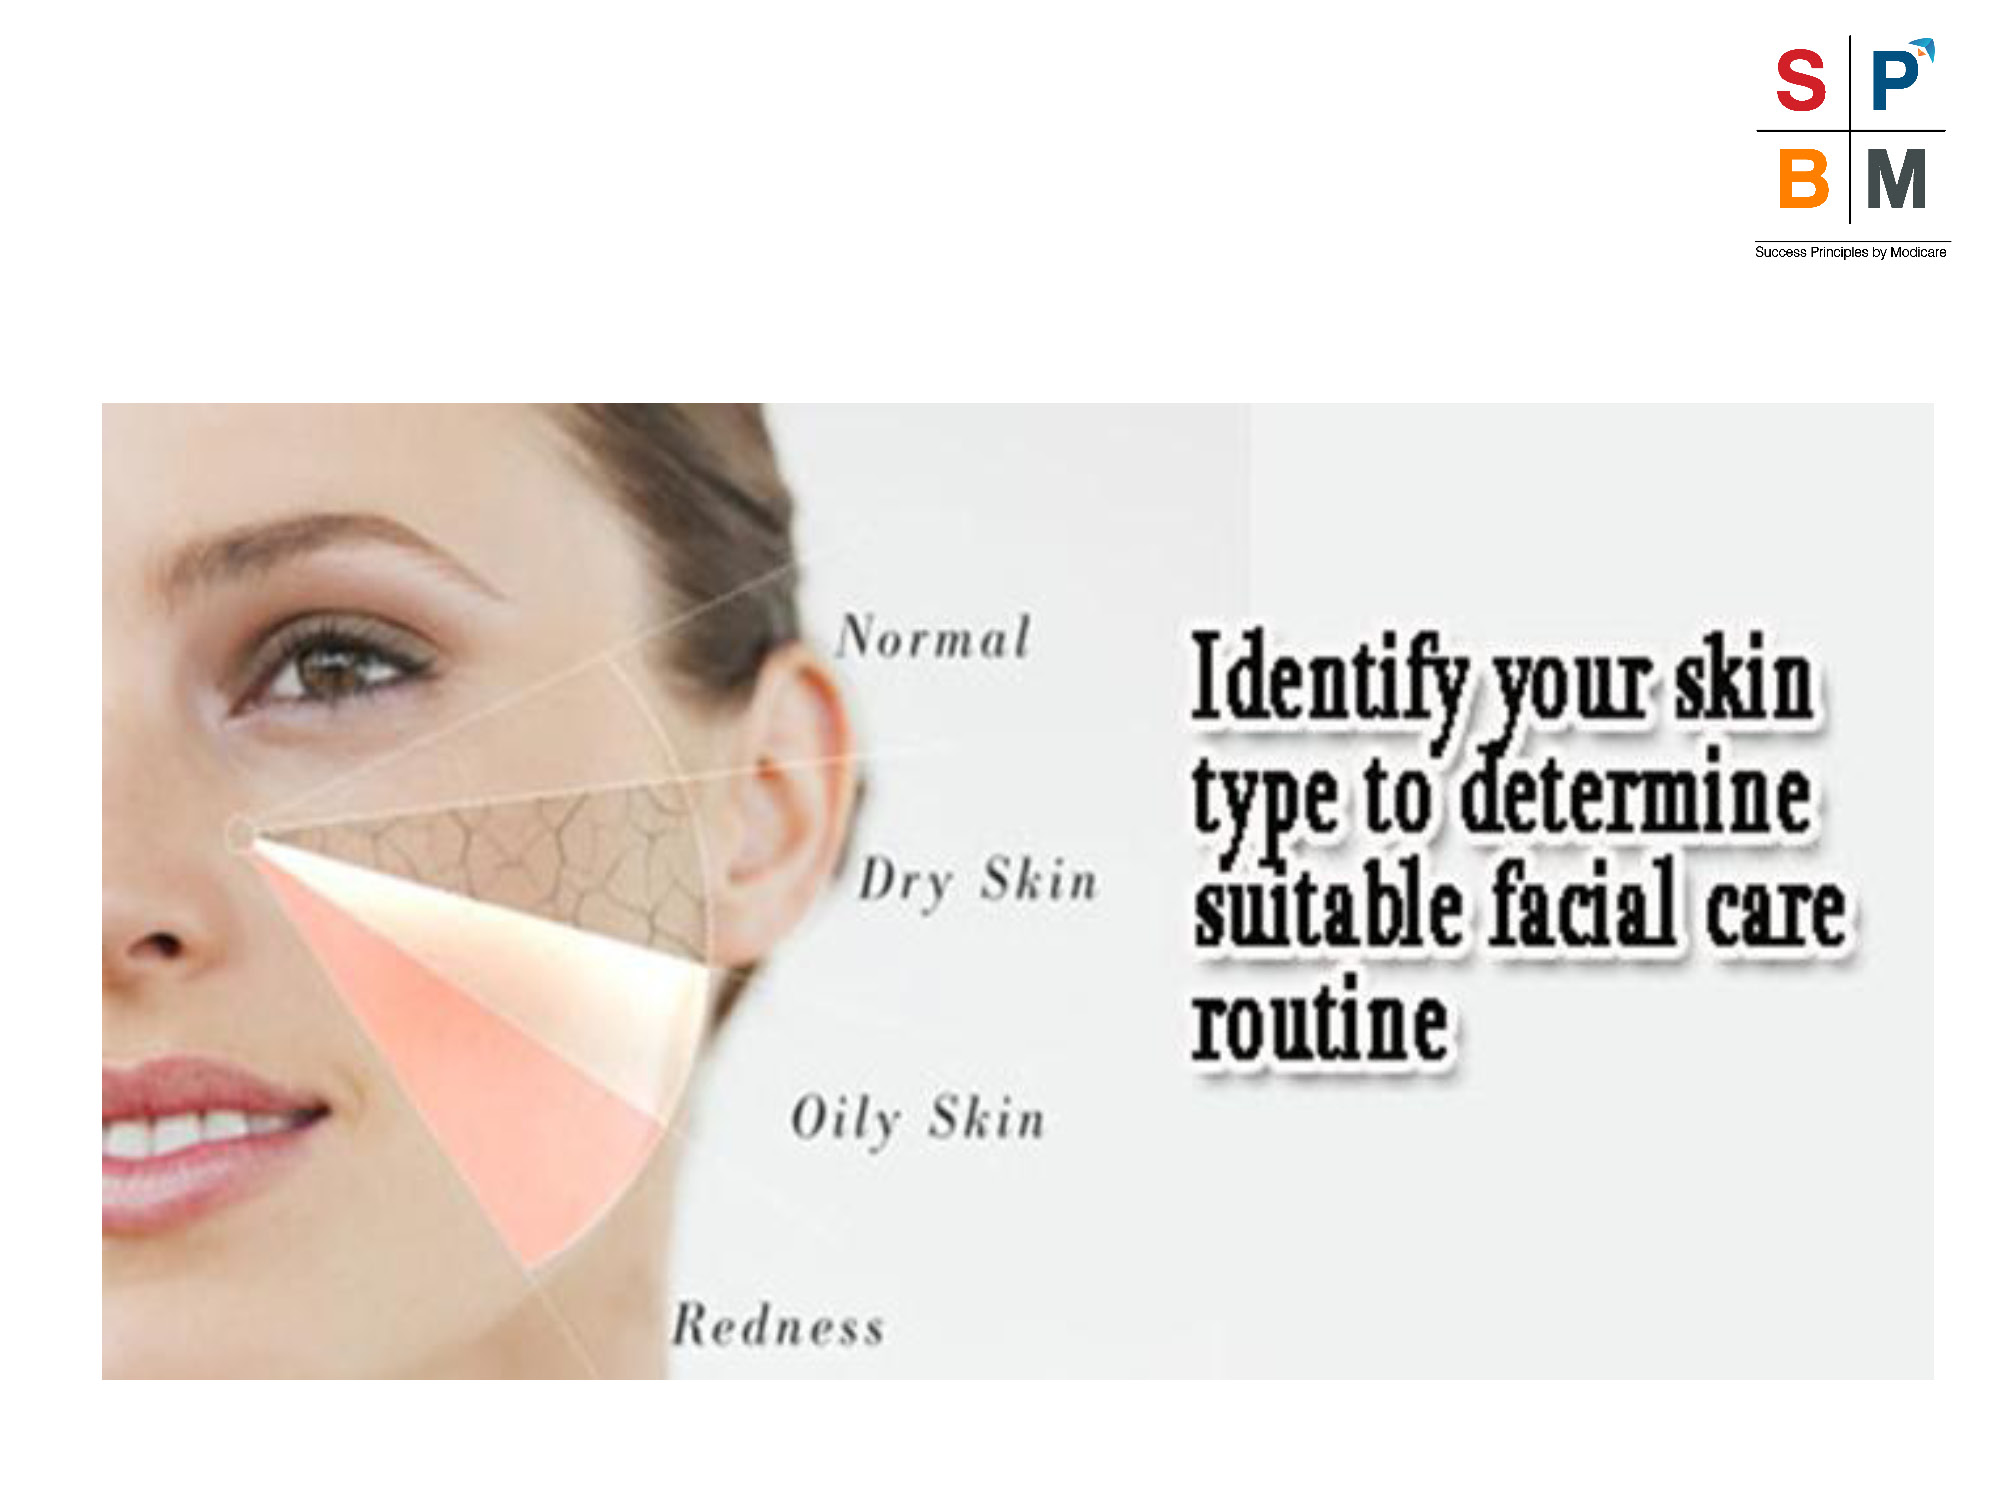 S P
B M
Success Principles by Modicare
Normal
Dry Skin
Oily Skin
Redness
Identify your skin
type to determine
suitable facial care
routine